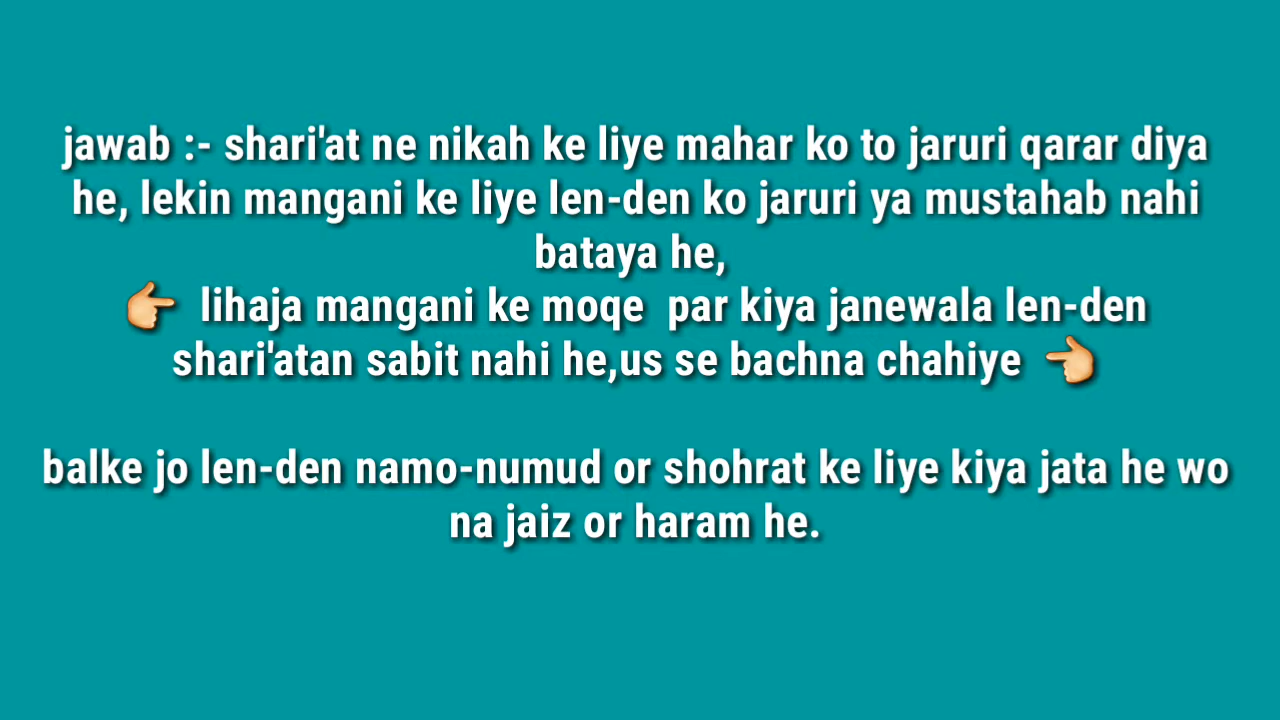 jawab :- shari'at ne nikah ke liye mahar ko to jaruri qarar diya
he, lekin mangani ke liye len-den ko jaruri ya mustahab nahi
bataya he,
👉 lihaja mangani ke moqe par kiya janewala len-den
shari'atan sabit nahi he,us se bachna chahiye 👈
balke jo len-den namo-numud or shohrat ke liye kiya jata he wo
na jaiz or haram he.